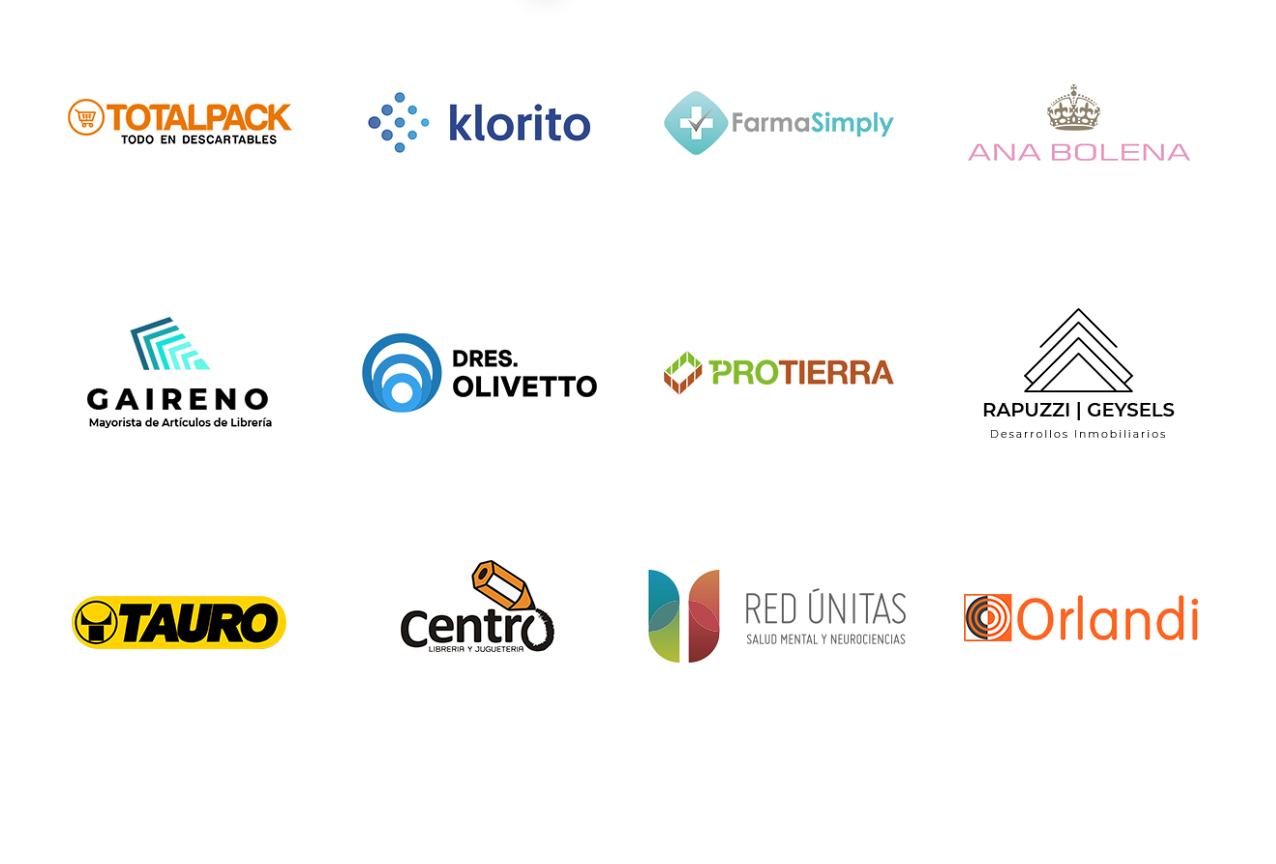 TOTALPACK
TODO EN DESCARTABLES
klorito
FarmaSimply
ANA BOLENA
GAIRENO
Mayorista de Artículos de Librería
DRES.
OLIVETTO
PROTIERRA
RAPUZZI | GEYSELS
Desarrollos Inmobiliarios
TAURO
Centro
LIBRERIA Y JUGUETERIA
RED ÚNITAS
SALUD MENTAL Y NEUROCIENCIAS
Orlandi